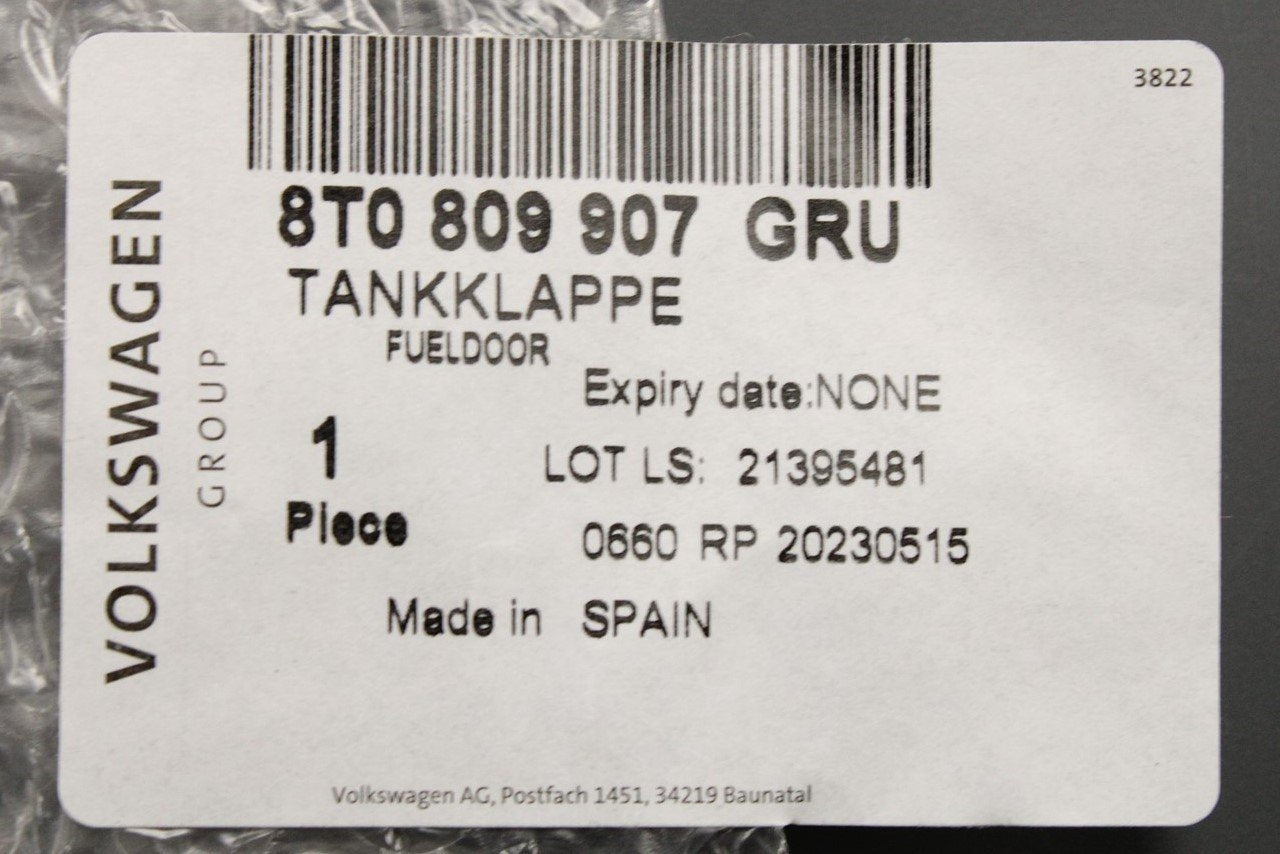 3822
VOLKSWAGEN
GROUP
8T0 809 907 GRU
TANKKLAPPE
FUELDOOR
Expiry date:NONE
1
LOT LS: 21395481
Piece
0660 RP 20230515
Made in SPAIN
Volkswagen AG, Postfach 1451, 34219 Baunatal